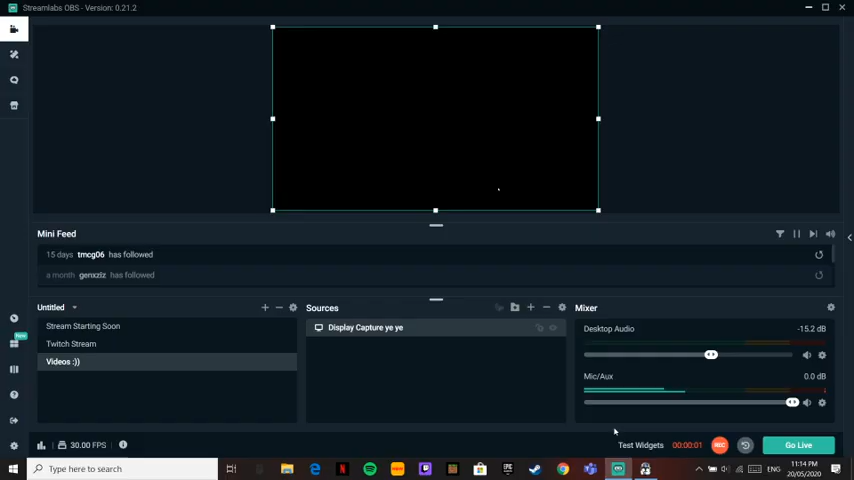 Streamlabs OBS - Version: 0.21.2
Mini Feed
15 days tmcg06 has followed
a month genxzlz has followed
Untitled
Stream Starting Soon
Twitch Stream
Videos :))
Sources
Display Capture ye ye
Mixer
Desktop Audio -15.2 dB
Mic/Aux 0.0 dB
New
30.00 FPS
Test Widgets 00:00:01 REC Go Live
Type here to search
ENG
11:14 PM
20/05/2020